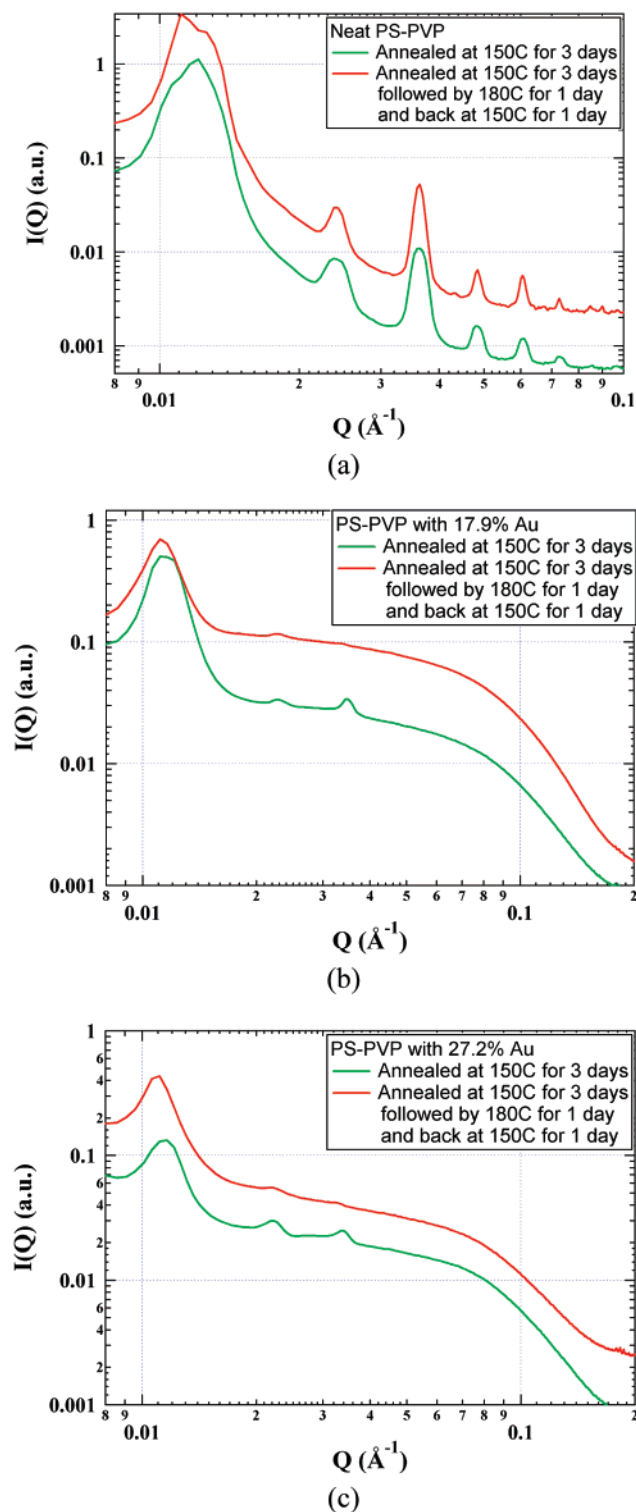 Neat PS-PVP
Annealed at 150C for 3 days
Annealed at 150C for 3 days
followed by 180C for 1 day
and back at 150C for 1 day
I(Q) (a.u.)
1
0.1
0.01
0.001
8 9 2 3 4 5 6 7 8 9
0.01 0.1
Q (Å⁻¹)
(a)
PS-PVP with 17.9% Au
Annealed at 150C for 3 days
Annealed at 150C for 3 days
followed by 180C for 1 day
and back at 150C for 1 day
I(Q) (a.u.)
1
0.1
0.01
0.001
8 9 2 3 4 5 6 7 8 9 2
0.01 0.1
Q (Å⁻¹)
(b)
PS-PVP with 27.2% Au
Annealed at 150C for 3 days
Annealed at 150C for 3 days
followed by 180C for 1 day
and back at 150C for 1 day
I(Q) (a.u.)
1
6
4
2
0.1
6
4
2
0.01
6
4
2
0.001
8 9 2 3 4 5 6 7 8 9 2
0.01 0.1
Q (Å⁻¹)
(c)